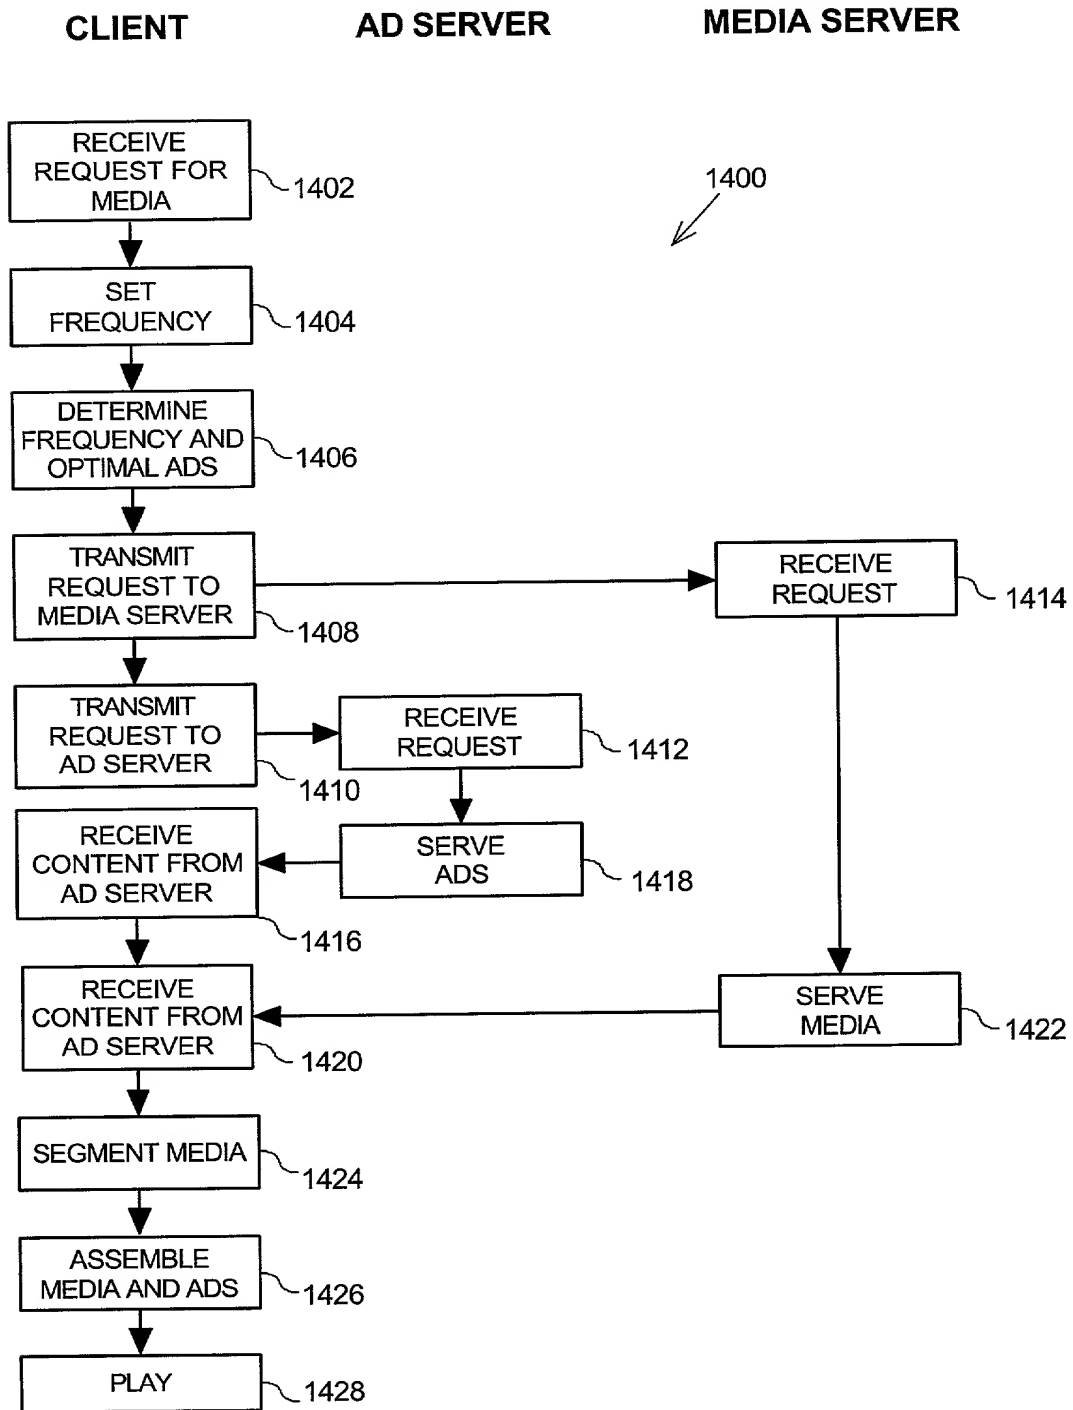 CLIENT
AD SERVER
MEDIA SERVER
RECEIVE
REQUEST FOR
MEDIA
1402
1400
SET
FREQUENCY
1404
DETERMINE
FREQUENCY AND
OPTIMAL ADS
1406
TRANSMIT
REQUEST TO
MEDIA SERVER
1408
RECEIVE
REQUEST
1414
TRANSMIT
REQUEST TO
AD SERVER
1410
RECEIVE
REQUEST
1412
RECEIVE
CONTENT FROM
AD SERVER
1416
SERVE
ADS
1418
RECEIVE
CONTENT FROM
AD SERVER
1420
SERVE
MEDIA
1422
SEGMENT MEDIA
1424
ASSEMBLE
MEDIA AND ADS
1426
PLAY
1428